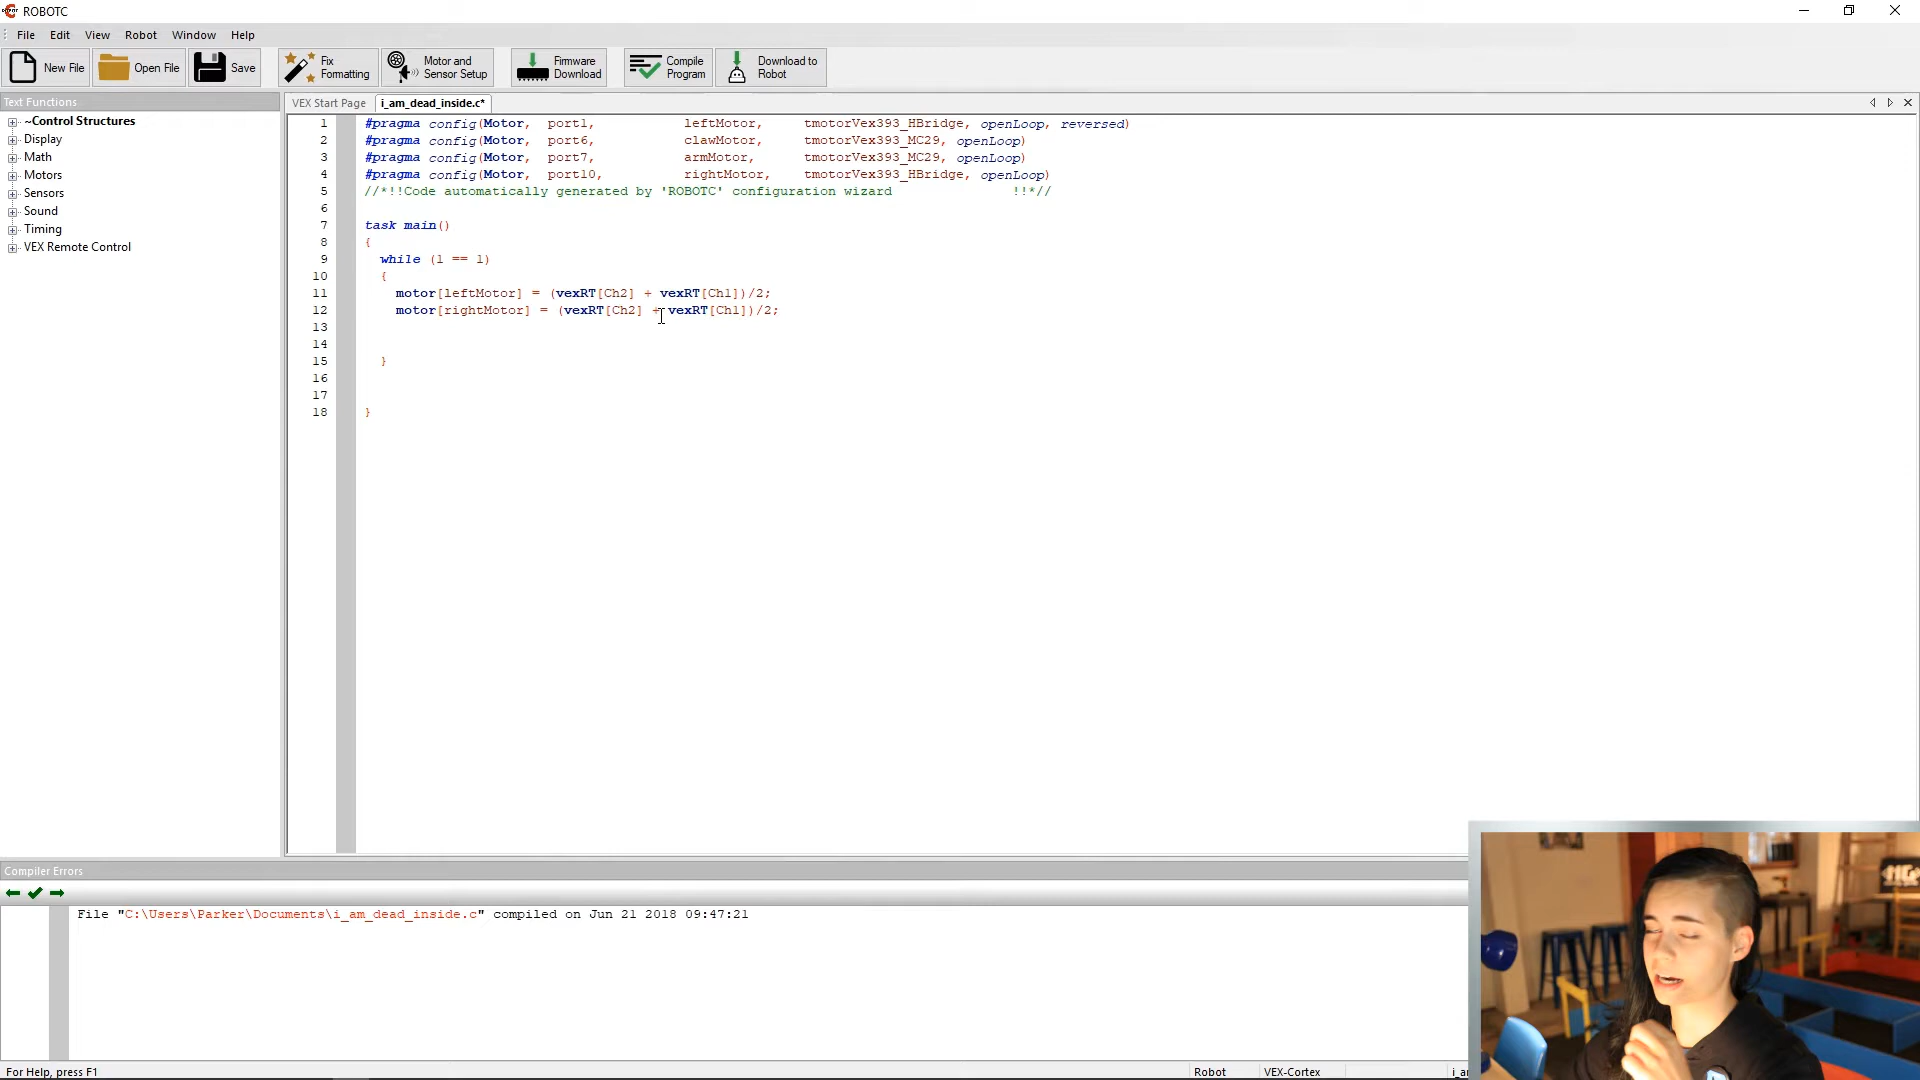 ROBOTC
File Edit View Robot Window Help
New File Open File Save Fix Formatting Motor and Sensor Setup Firmware Download Compile Program Download to Robot
Text Functions
~Control Structures
Display
Math
Motors
Sensors
Sound
Timing
VEX Remote Control
VEX Start Page i_am_dead_inside.c*
1 #pragma config(Motor, port1, leftMotor, tmotorVex393_HBridge, openLoop, reversed)
2 #pragma config(Motor, port6, clawMotor, tmotorVex393_MC29, openLoop)
3 #pragma config(Motor, port7, armMotor, tmotorVex393_MC29, openLoop)
4 #pragma config(Motor, port10, rightMotor, tmotorVex393_HBridge, openLoop)
5 //*!!Code automatically generated by 'ROBOTC' configuration wizard !!*//
6
7 task main()
8 {
9 while (1 == 1)
10 {
11 motor[leftMotor] = (vexRT[Ch2] + vexRT[Ch1])/2;
12 motor[rightMotor] = (vexRT[Ch2] + vexRT[Ch1])/2;
13
14
15 }
16
17
18 }
Compiler Errors
File "C:\Users\Parker\Documents\i_am_dead_inside.c" compiled on Jun 21 2018 09:47:21
For Help, press F1
Robot VEX-Cortex